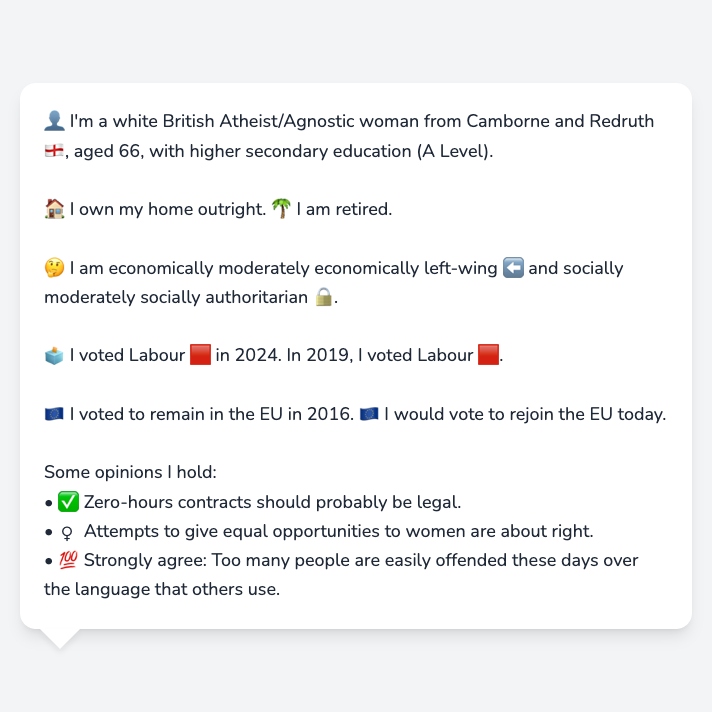 👤 I'm a white British Atheist/Agnostic woman from Camborne and Redruth
🏴󠁧󠁢󠁥󠁮󠁧󠁿, aged 66, with higher secondary education (A Level).
🏠 I own my home outright. 🌴 I am retired.
🤔 I am economically moderately economically left-wing ⬅️ and socially
moderately socially authoritarian 🔒.
🗳️ I voted Labour 🟥 in 2024. In 2019, I voted Labour 🟥.
🇪🇺 I voted to remain in the EU in 2016. 🇪🇺 I would vote to rejoin the EU today.
Some opinions I hold:
• ✅ Zero-hours contracts should probably be legal.
• ♀ Attempts to give equal opportunities to women are about right.
• 💯 Strongly agree: Too many people are easily offended these days over
the language that others use.